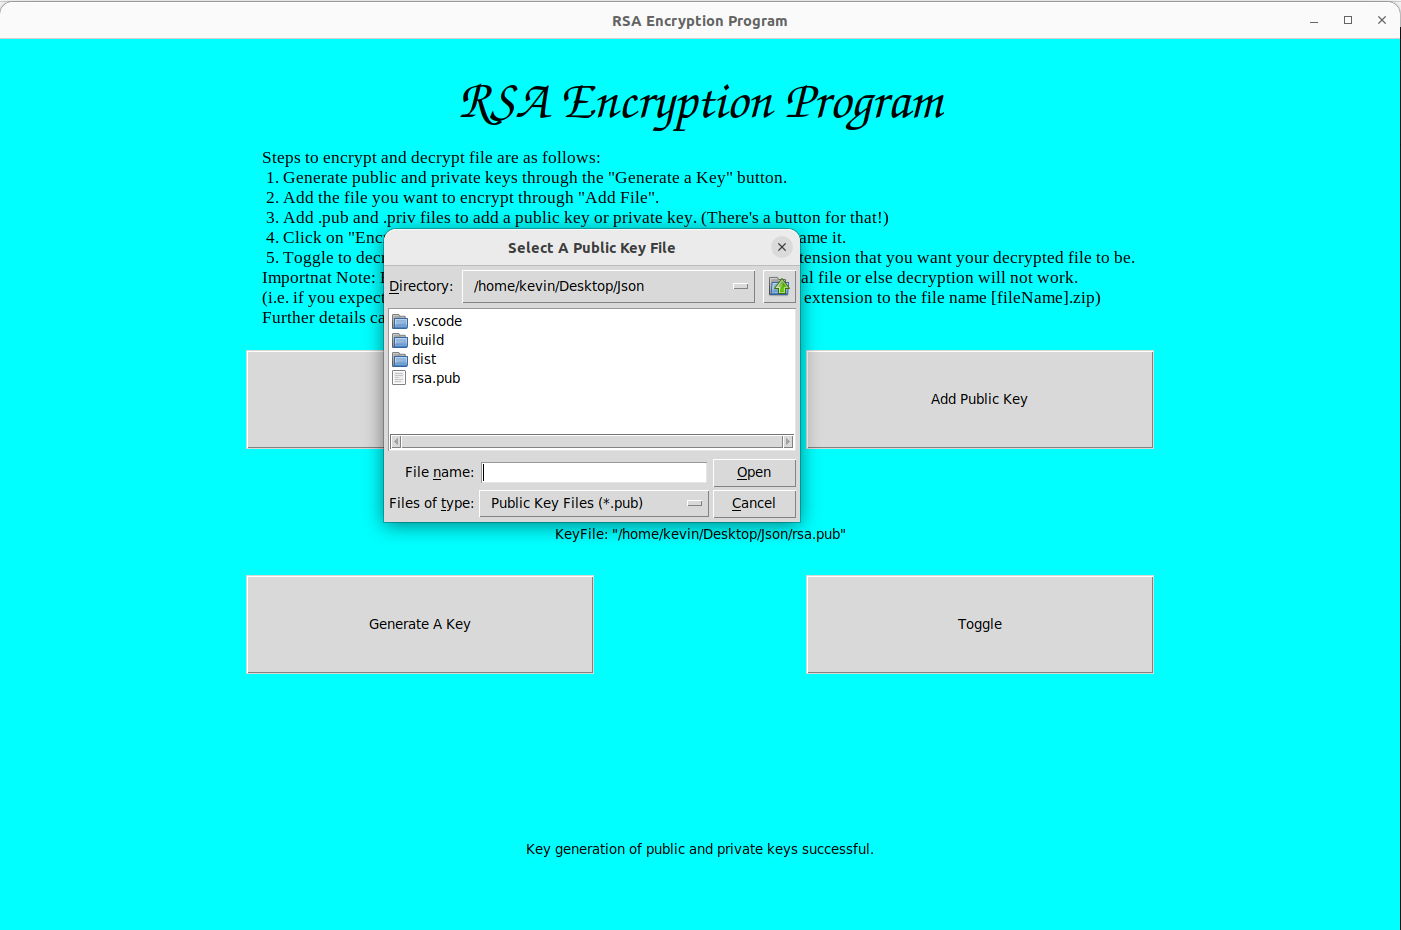 RSA Encryption Program
RSA Encryption Program
Steps to encrypt and decrypt file are as follows:
1. Generate public and private keys through the "Generate a Key" button.
2. Add the file you want to encrypt through "Add File".
3. Add .pub and .priv files to add a public key or private key. (There's a button for that!)
4. Click on "Enc ame it.
5. Toggle to decr tension that you want your decrypted file to be.
Importnat Note: al file or else decryption will not work.
(i.e. if you expect extension to the file name [fileName].zip)
Further details ca
Select A Public Key File
Directory: /home/kevin/Desktop/Json
.vscode
build
dist
rsa.pub
File name: Open
Files of type: Public Key Files (*.pub) Cancel
Add Public Key
KeyFile: "/home/kevin/Desktop/Json/rsa.pub"
Generate A Key Toggle
Key generation of public and private keys successful.